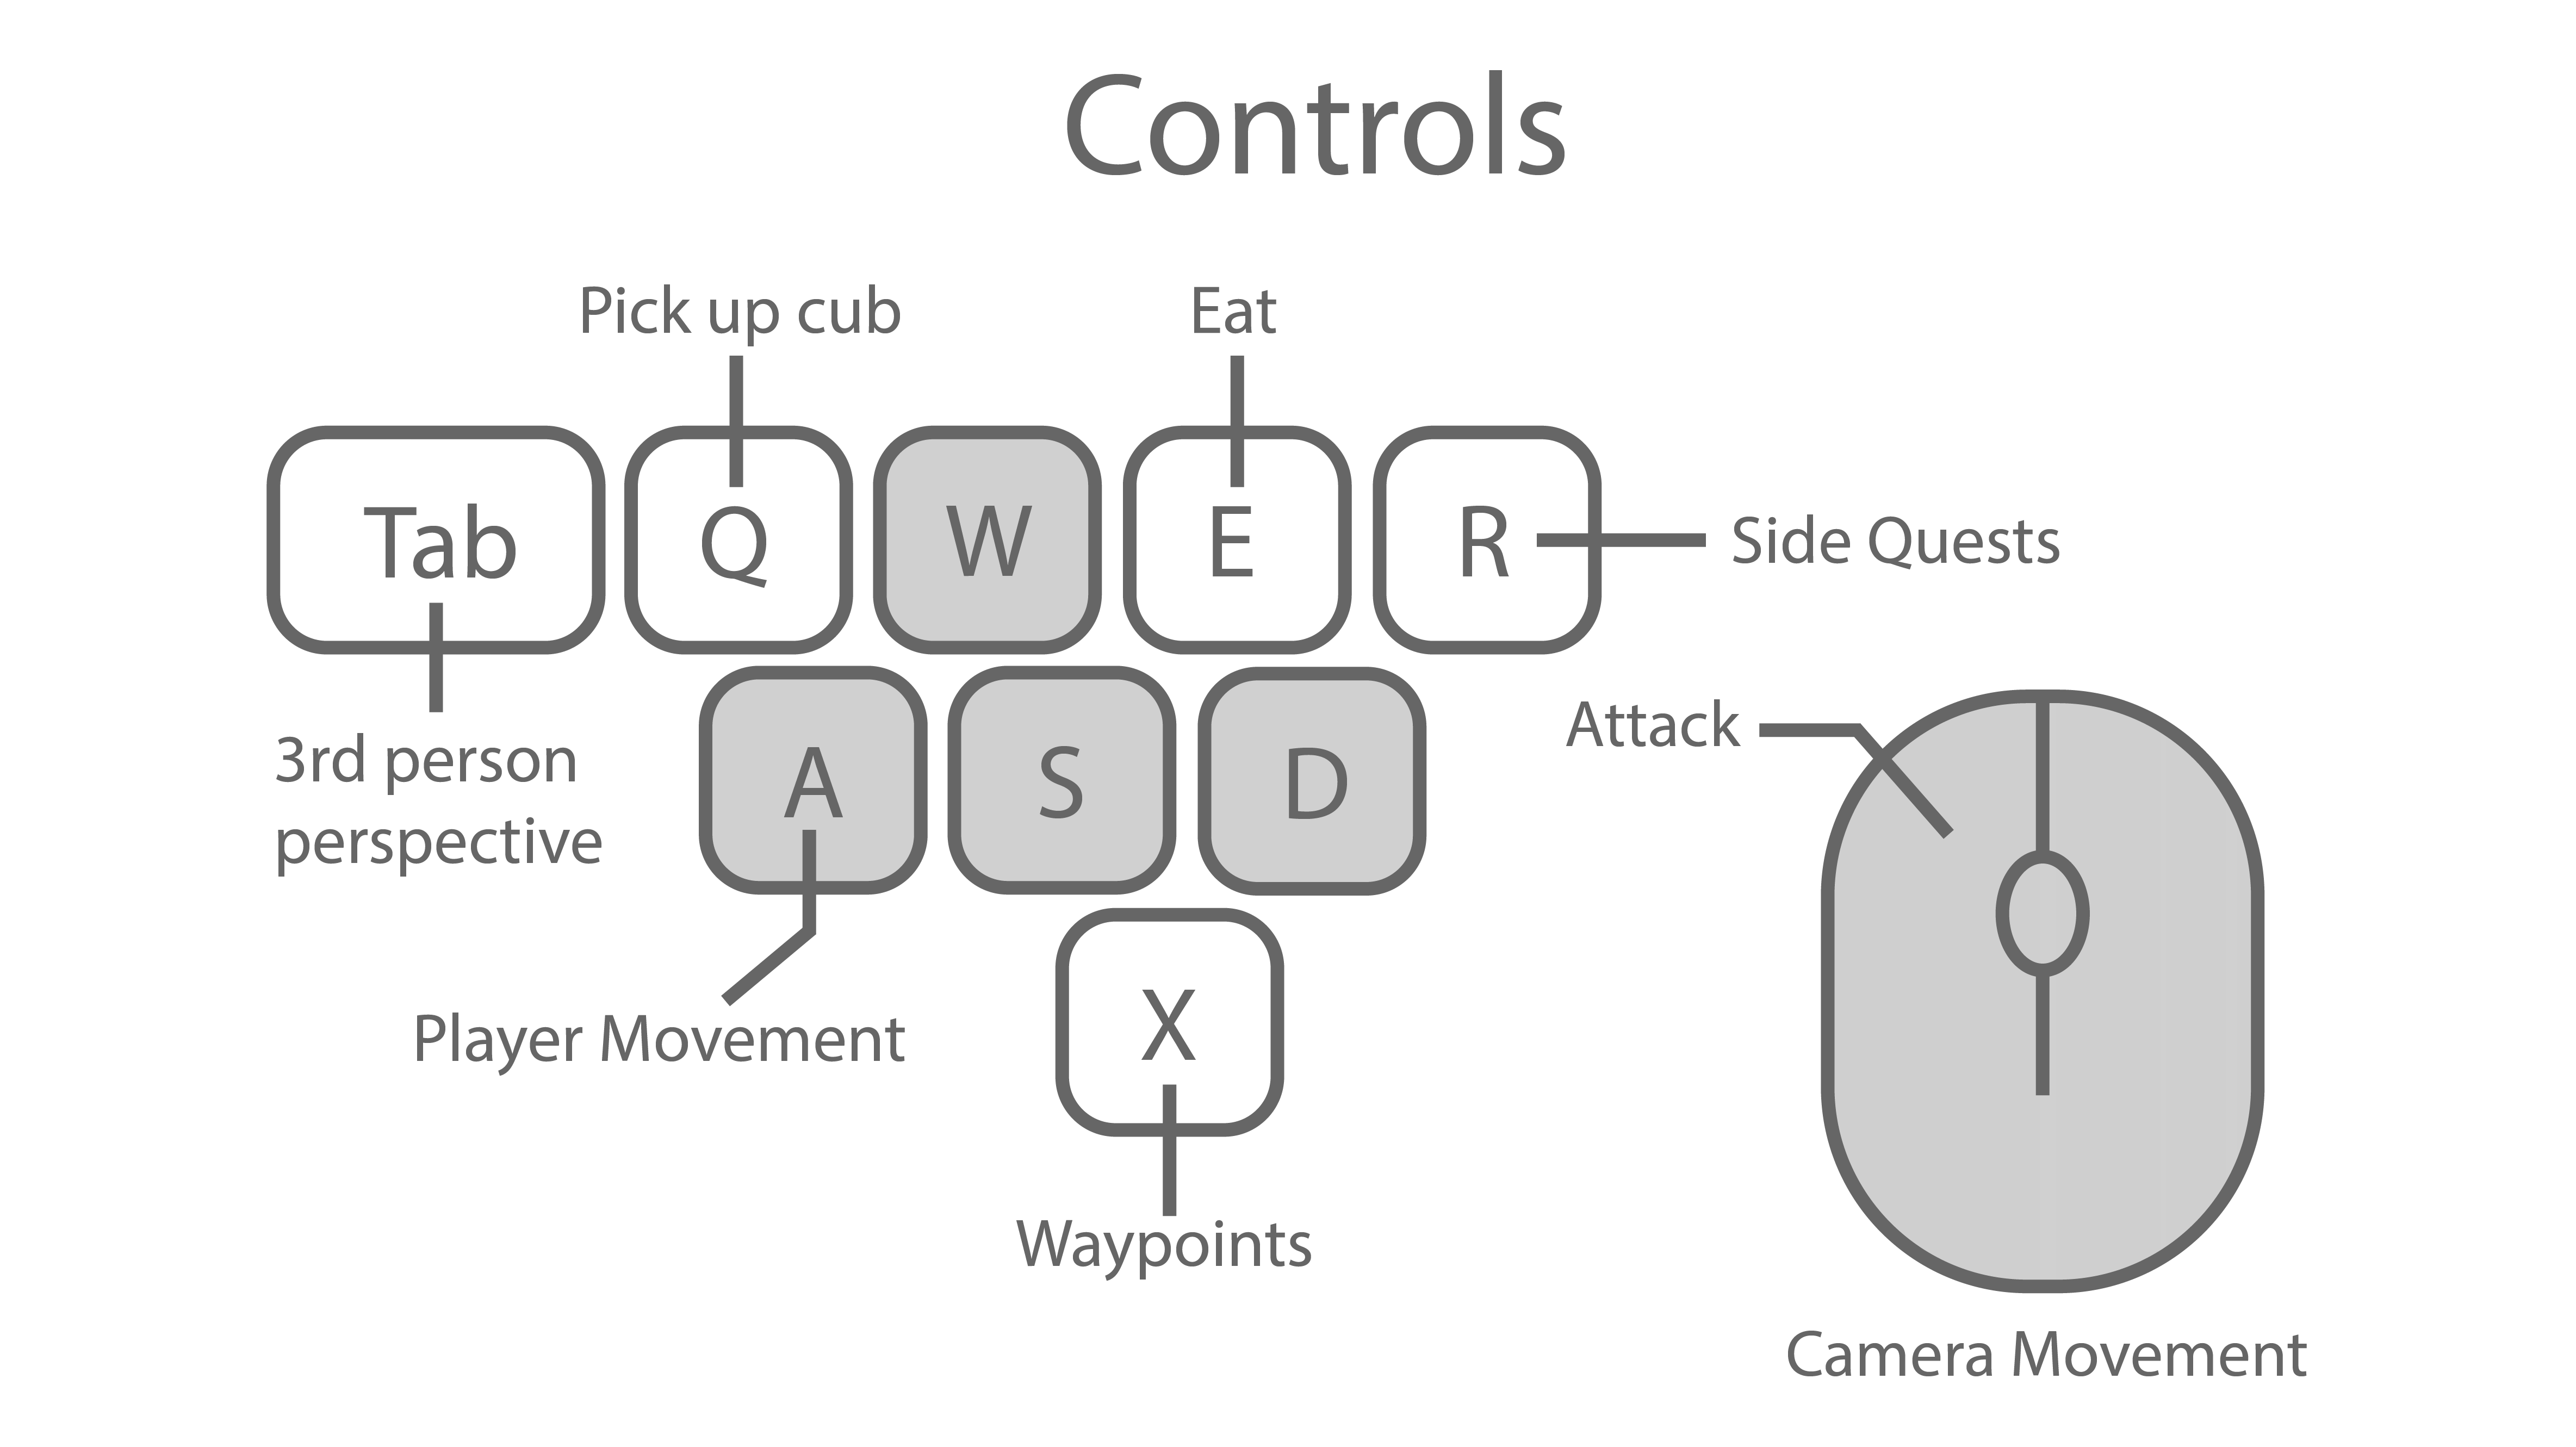 Controls
Pick up cub
Eat
Tab
Q
W
E
R
Side Quests
3rd person
perspective
A
S
D
Attack
Player Movement
X
Waypoints
Camera Movement